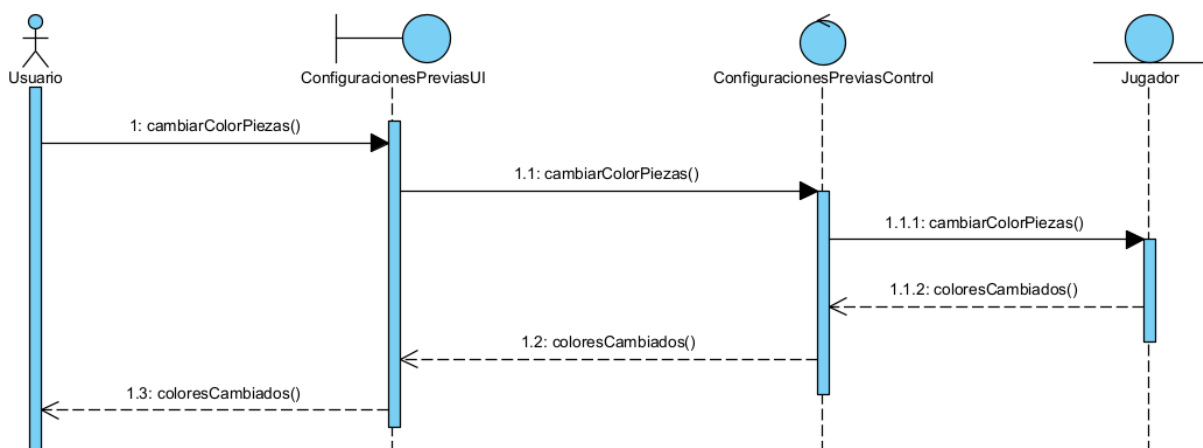 Usuario
ConfiguracionesPreviasUI
ConfiguracionesPreviasControl
Jugador
1: cambiarColorPiezas()
1.1: cambiarColorPiezas()
1.1.1: cambiarColorPiezas()
1.1.2: coloresCambiados()
1.2: coloresCambiados()
1.3: coloresCambiados()